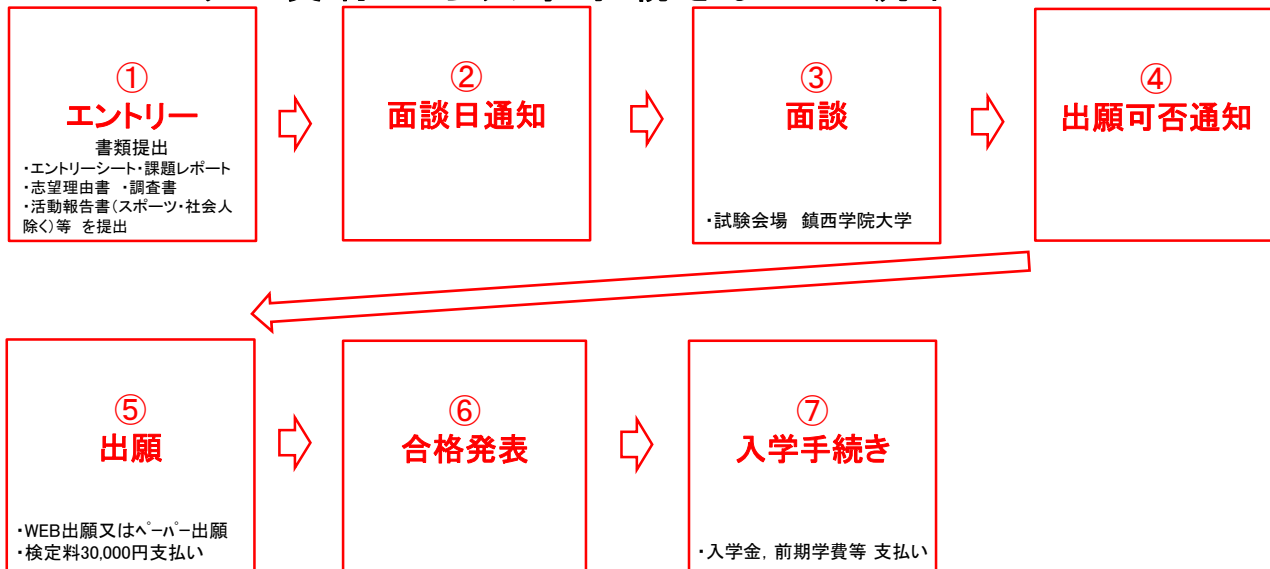 ①
エントリー
書類提出
・エントリーシート・課題レポート
・志望理由書 ・調査書
・活動報告書(スポーツ・社会人
除く)等 を提出
②
面談日通知
③
面談
・試験会場 鎮西学院大学
④
出願可否通知
⑤
出願
・WEB出願又はペーパー出願
・検定料30,000円支払い
⑥
合格発表
⑦
入学手続き
・入学金, 前期学費等 支払い